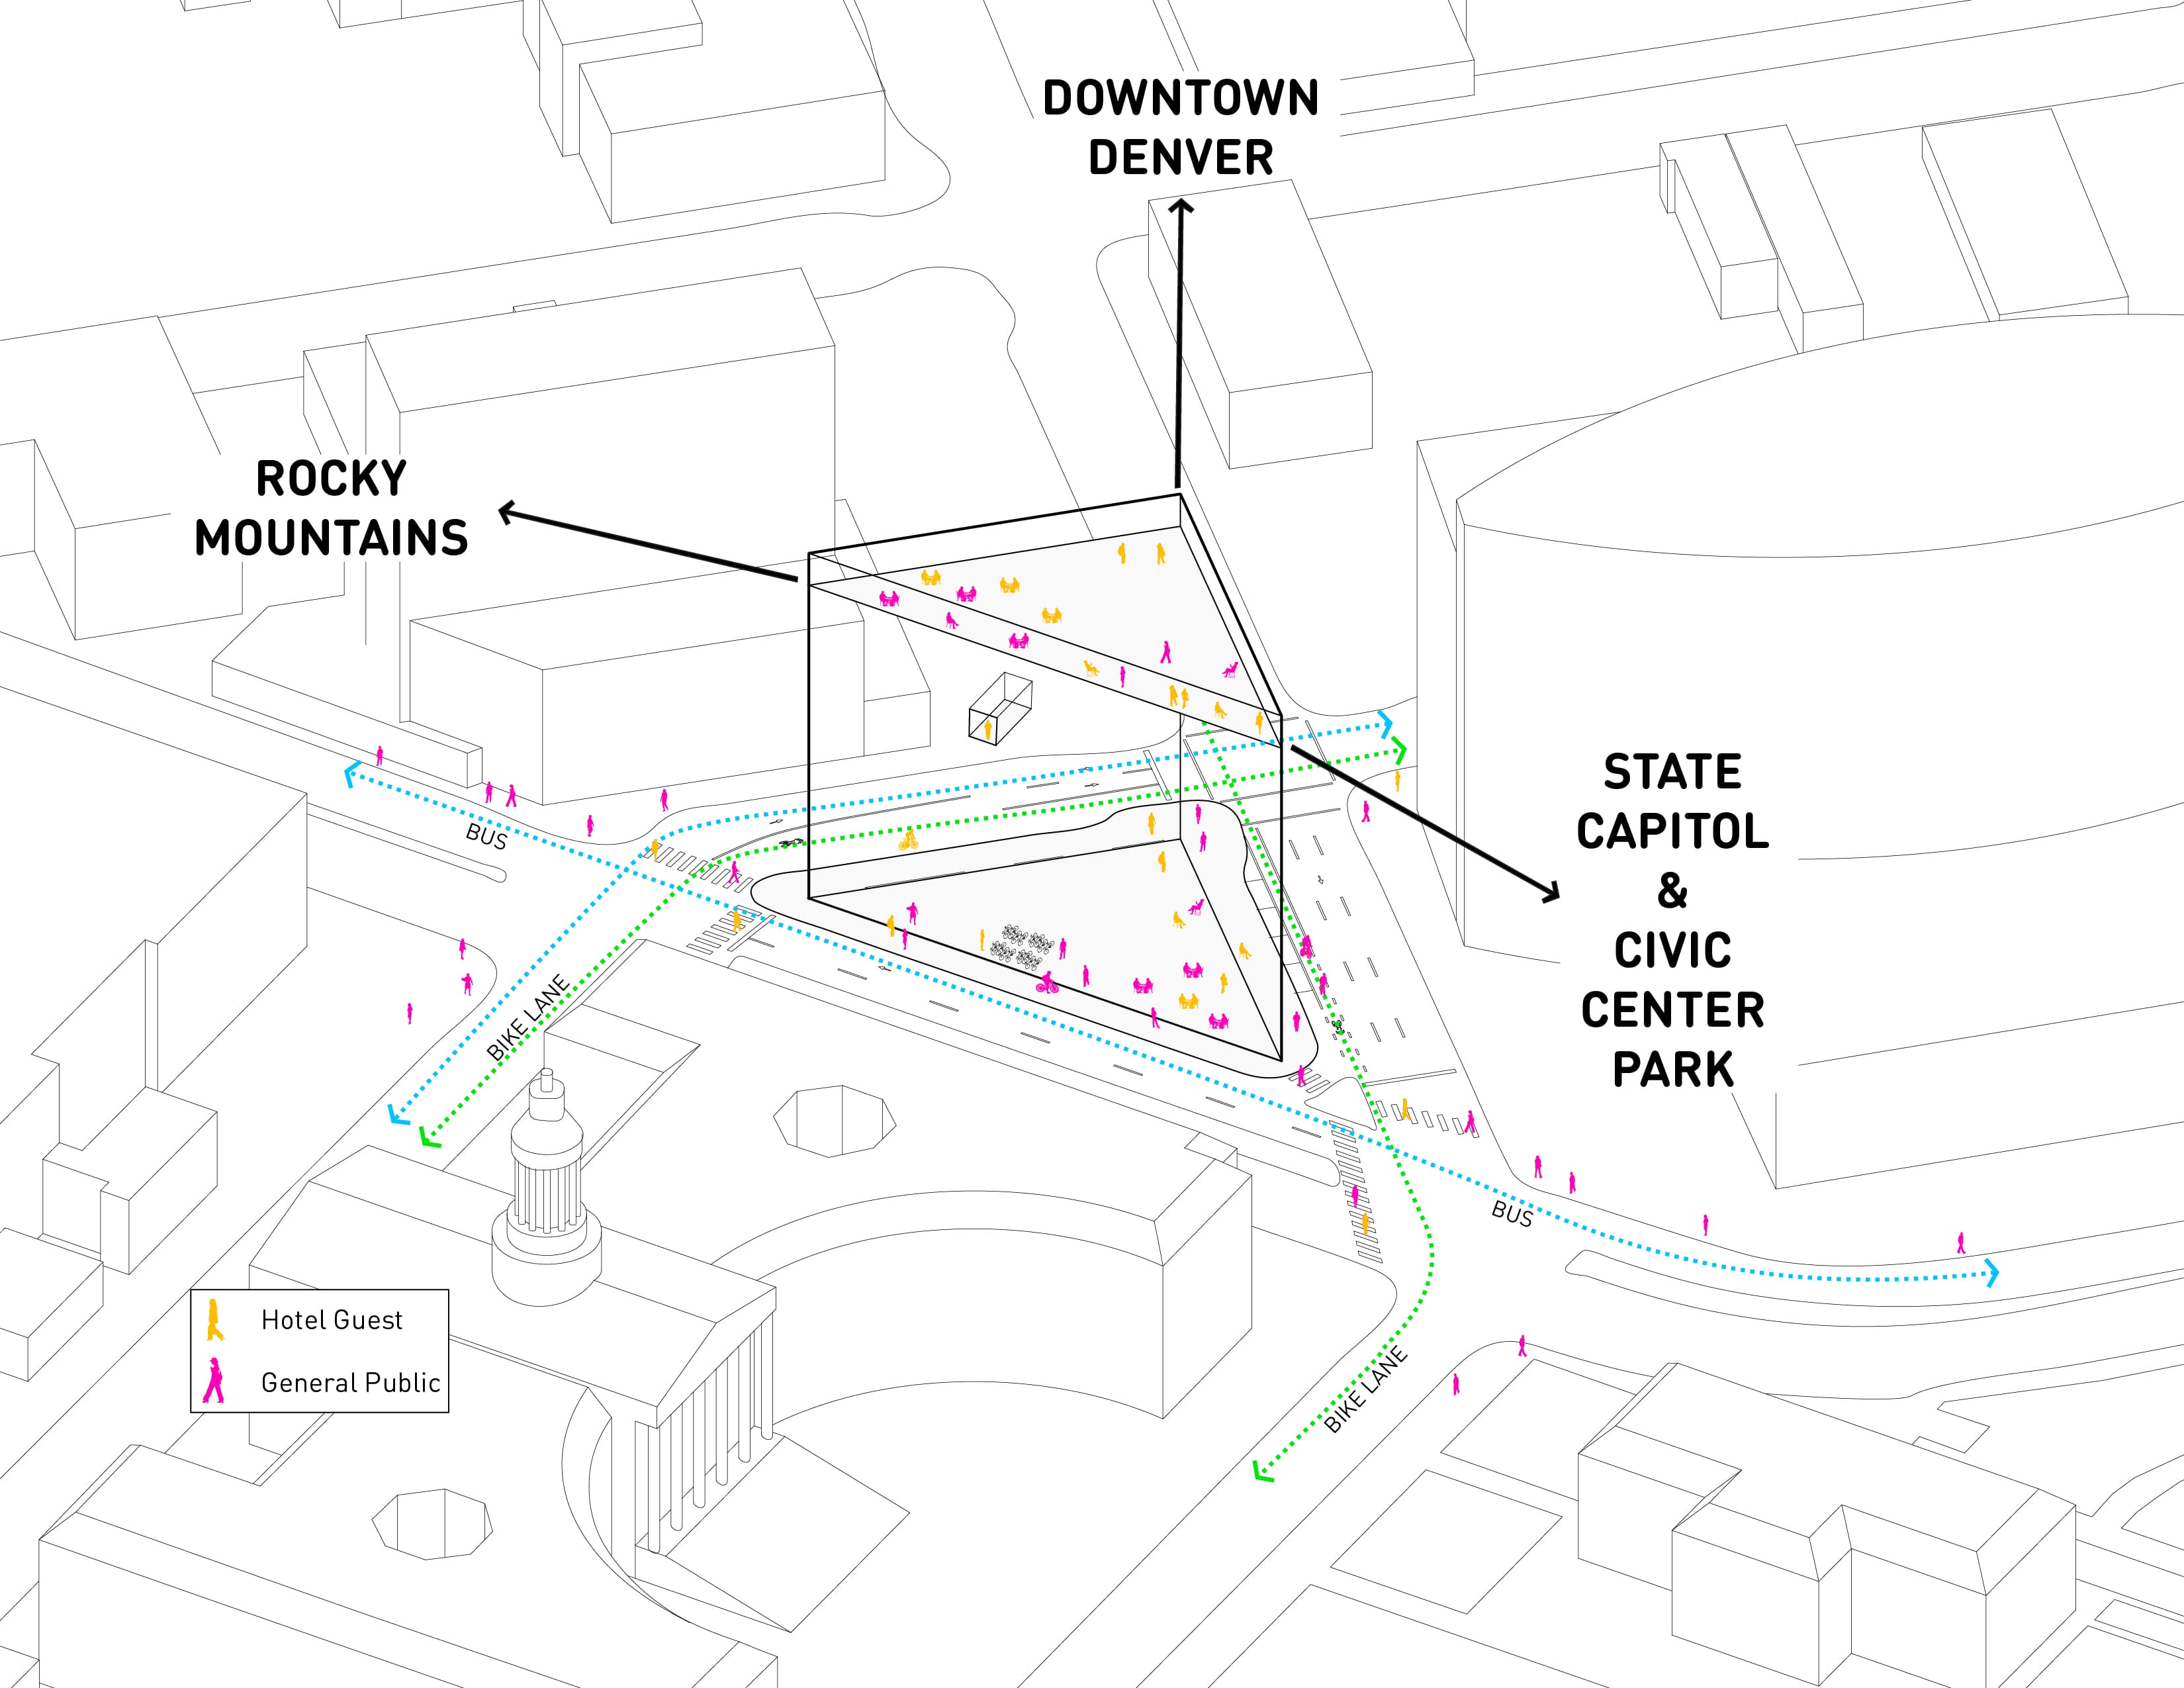 DOWNTOWN
DENVER
ROCKY
MOUNTAINS
STATE
CAPITOL
&
CIVIC
CENTER
PARK
BUS
BIKE LANE
BUS
BIKE LANE
Hotel Guest
General Public